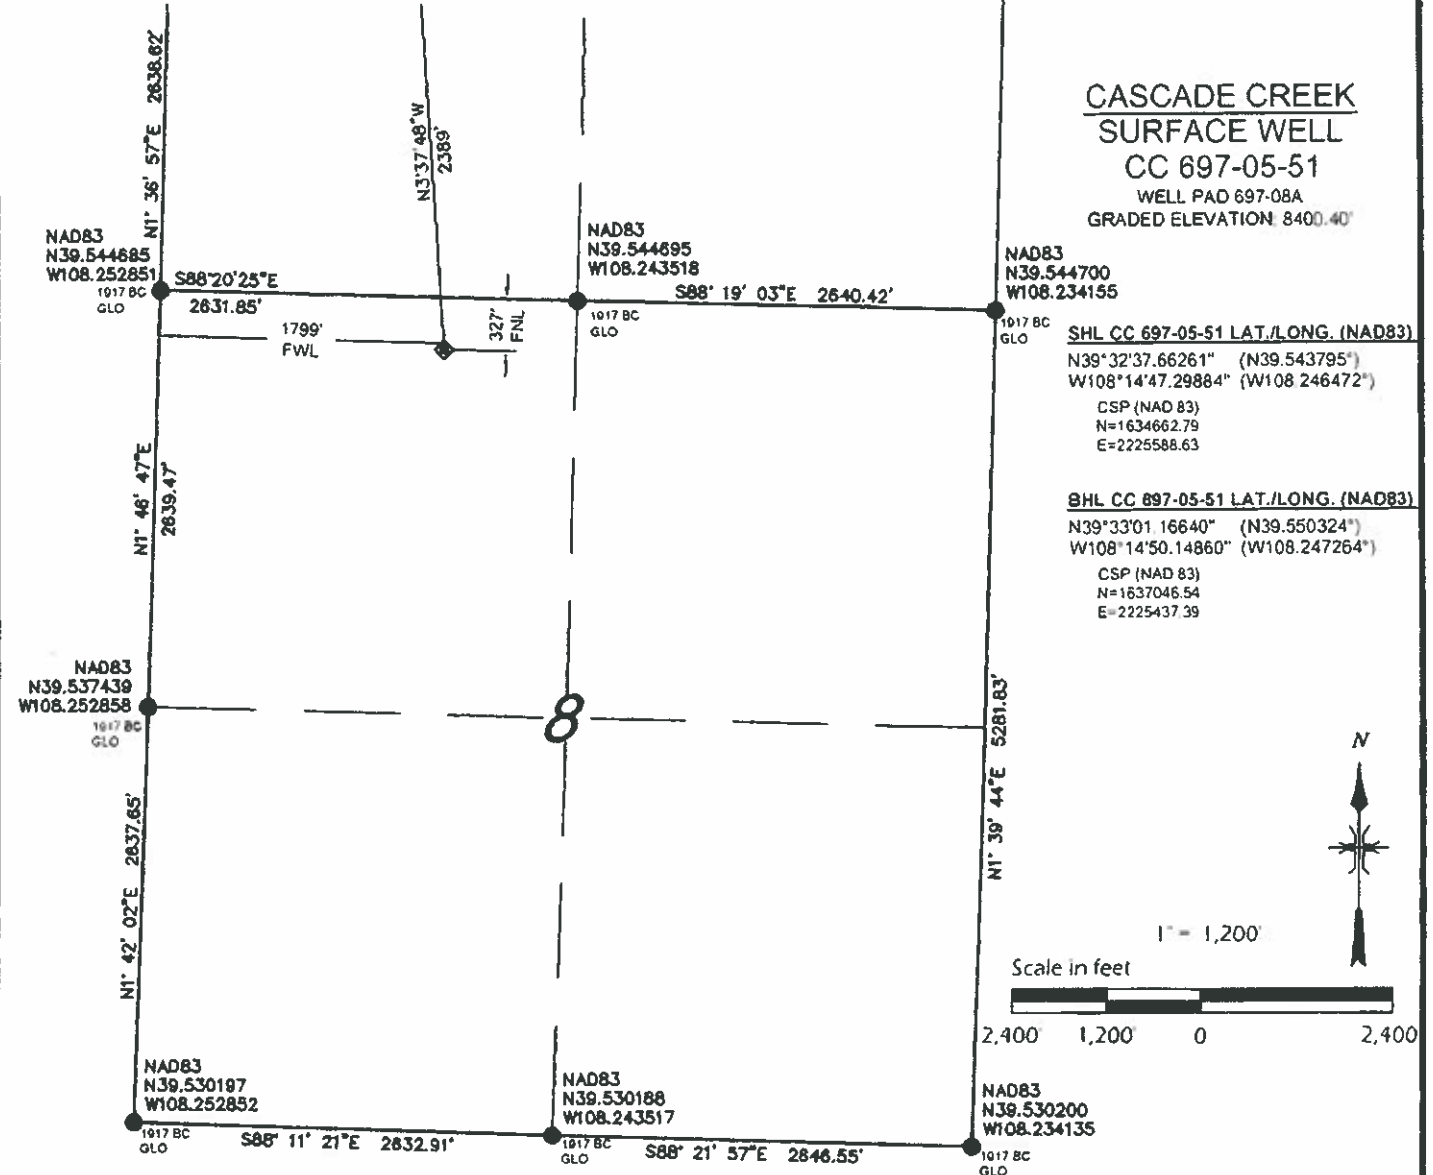 N1° 36' 57"E 2638.62'
N3°37'48"W
2389'
CASCADE CREEK
SURFACE WELL
CC 697-05-51
WELL PAD 697-08A
GRADED ELEVATION: 8400.40'
NAD83
N39.544685
W108.252851
1917 BC
GLO
S88°20'25"E
2631.85'
NAD83
N39.544695
W108.243518
1917 BC
GLO
S88° 19' 03"E 2640.42'
NAD83
N39.544700
W108.234155
1917 BC
GLO
1799'
FWL
327'
FNL
SHL CC 697-05-51 LAT./LONG. (NAD83)
N39°32'37.66261" (N39.543795°)
W108°14'47.29884" (W108.246472°)
CSP (NAD 83)
N=1634662.79
E=2225588.63
BHL CC 697-05-51 LAT./LONG. (NAD83)
N39°33'01.16640" (N39.550324°)
W108°14'50.14860" (W108.247264°)
CSP (NAD 83)
N=1637046.54
E=2225437.39
N1° 46' 47"E
2639.47'
NAD83
N39.537439
W108.252858
1917 BC
GLO
8
N1° 39' 44"E 5281.83'
N1° 42' 02"E 2637.65'
N
1" = 1,200'
Scale in feet
2,400' 1,200' 0 2,400
NAD83
N39.530197
W108.252852
1917 BC
GLO
S88° 11' 21"E 2632.91'
NAD83
N39.530188
W108.243517
1917 BC
GLO
S88° 21' 57"E 2646.55'
NAD83
N39.530200
W108.234135
1917 BC
GLO